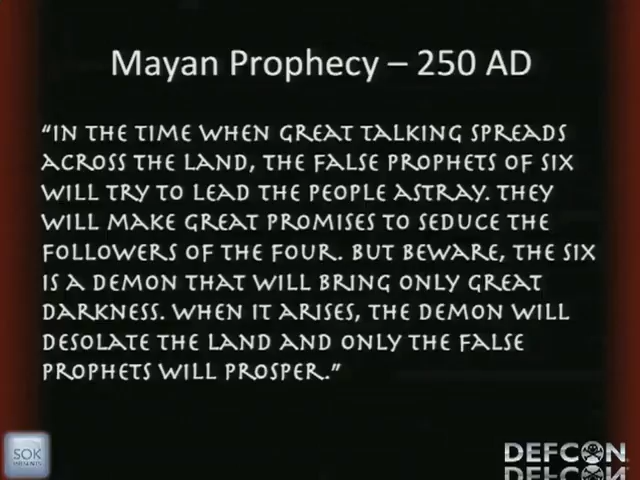 Mayan Prophecy – 250 AD
“IN THE TIME WHEN GREAT TALKING SPREADS
ACROSS THE LAND, THE FALSE PROPHETS OF SIX
WILL TRY TO LEAD THE PEOPLE ASTRAY. THEY
WILL MAKE GREAT PROMISES TO SEDUCE THE
FOLLOWERS OF THE FOUR. BUT BEWARE, THE SIX
IS A DEMON THAT WILL BRING ONLY GREAT
DARKNESS. WHEN IT ARISES, THE DEMON WILL
DESOLATE THE LAND AND ONLY THE FALSE
PROPHETS WILL PROSPER.”
SOK
PRESENTS
DEFCON